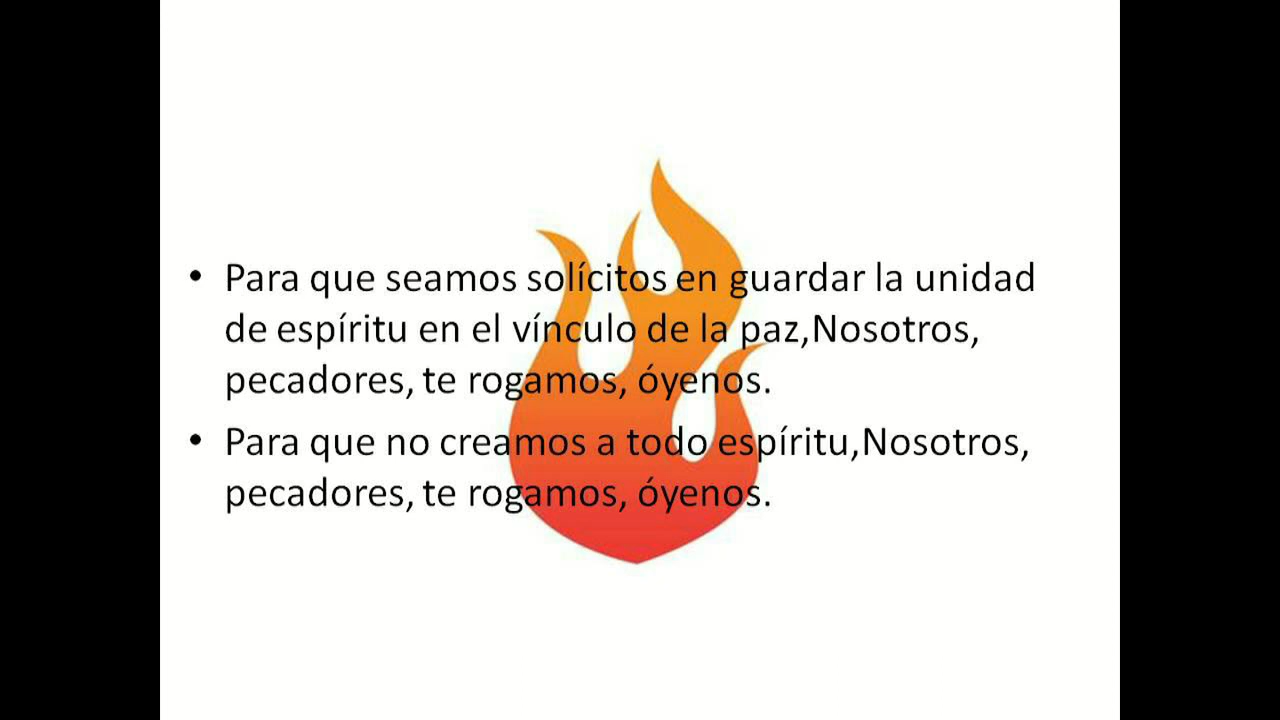 • Para que seamos solícitos en guardar la unidad
de espíritu en el vínculo de la paz,Nosotros,
pecadores, te rogamos, óyenos.
• Para que no creamos a todo espíritu,Nosotros,
pecadores, te rogamos, óyenos.